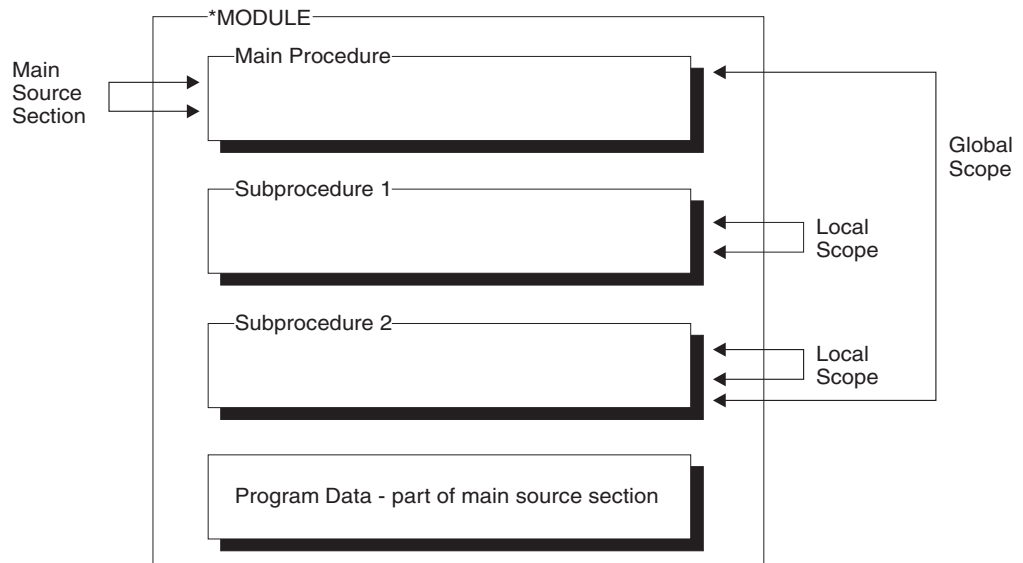 *MODULE
Main Procedure
Main
Source
Section
Global
Scope
Subprocedure 1
Local
Scope
Subprocedure 2
Local
Scope
Program Data - part of main source section